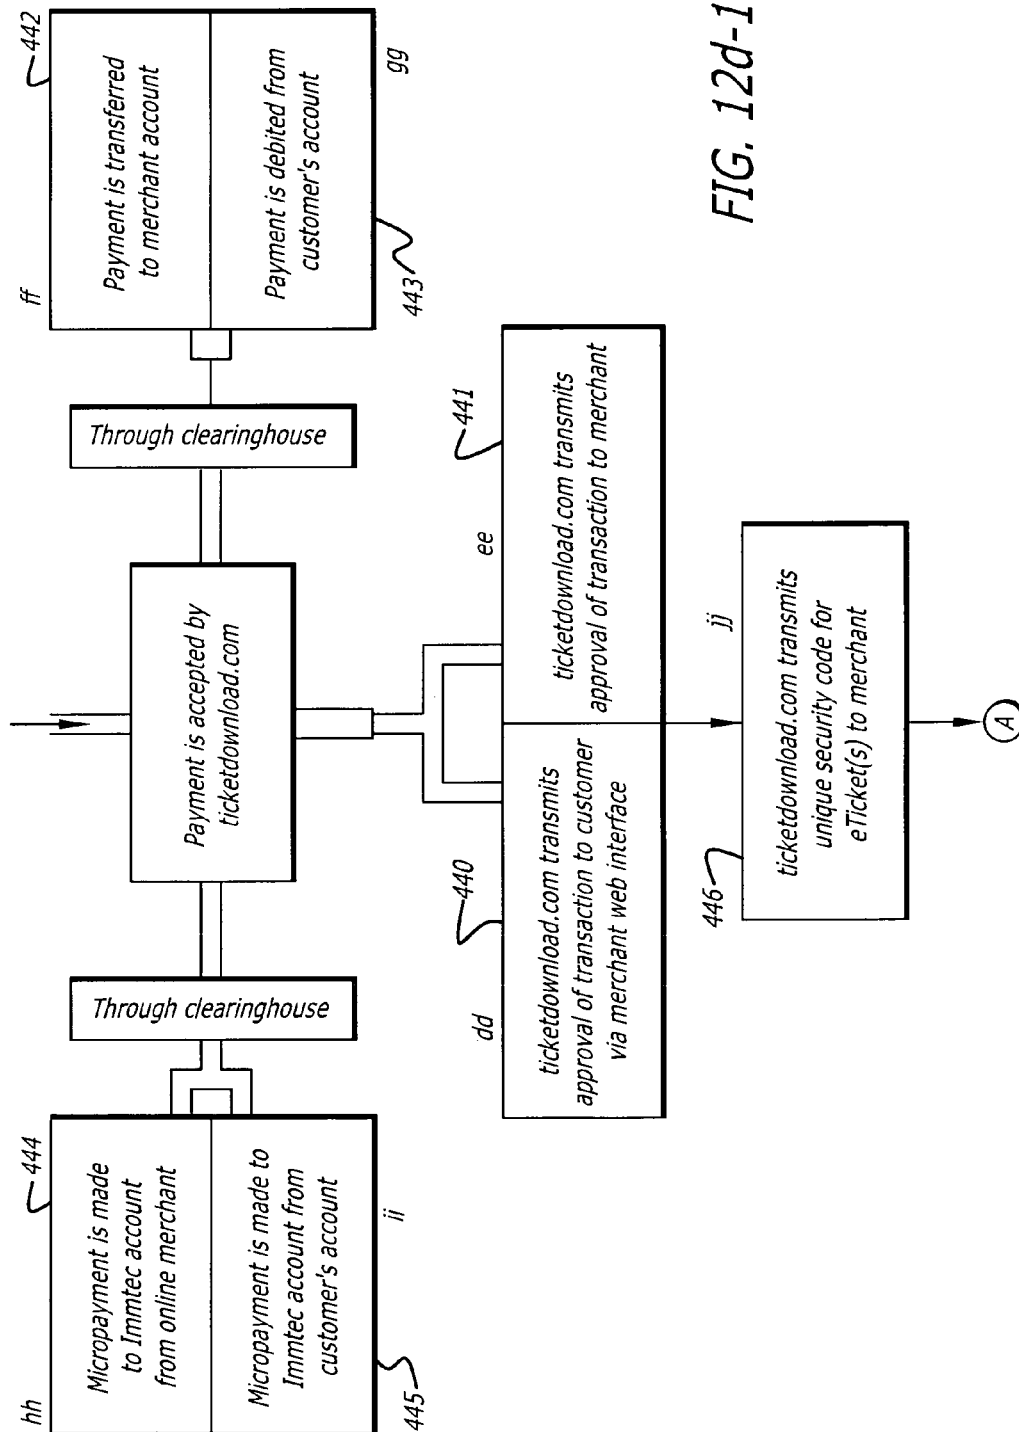 hh
444
Micropayment is made
to Immtec account
from online merchant
Micropayment is made to
Immtec account from
customer's account
445
ii
Through clearinghouse
Payment is accepted by
ticketdownload.com
Through clearinghouse
ff
442
Payment is transferred
to merchant account
Payment is debited from
customer's account
443
gg
dd
440
ticketdownload.com transmits
approval of transaction to customer
via merchant web interface
ee
441
ticketdownload.com transmits
approval of transaction to merchant
446
jj
ticketdownload.com transmits
unique security code for
eTicket(s) to merchant
A
FIG. 12d-1